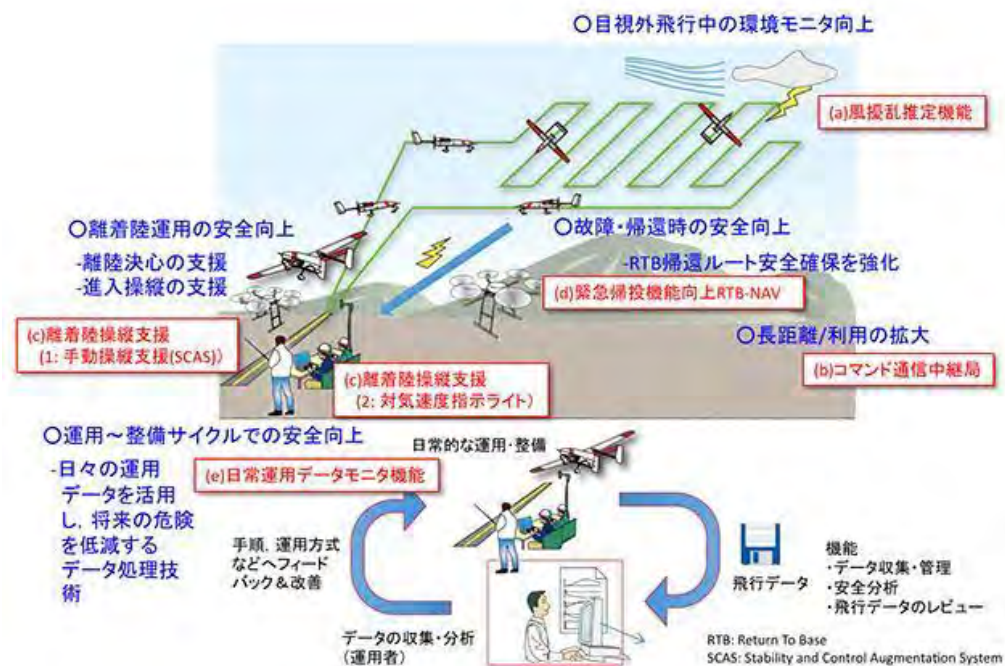 〇目視外飛行中の環境モニタ向上
(a)風擾乱推定機能
〇離着陸運用の安全向上
-離陸決心の支援
-進入操縦の支援
〇故障・帰還時の安全向上
-RTB帰還ルート安全確保を強化
(d)緊急帰投機能向上RTB-NAV
(c)離着陸操縦支援
(1: 手動操縦支援(SCAS))
(c)離着陸操縦支援
(2: 対気速度指示ライト)
〇長距離/利用の拡大
(b)コマンド通信中継局
〇運用～整備サイクルでの安全向上
-日々の運用
データを活用
し, 将来の危険
を低減する
データ処理技
術
(e)日常運用データモニタ機能
日常的な運用・整備
手順, 運用方式
などへフィード
バック＆改善
飛行データ
機能
・データ収集・管理
・安全分析
・飛行データのレビュー
データの収集・分析
(運用者)
RTB: Return To Base
SCAS: Stability and Control Augmentation System